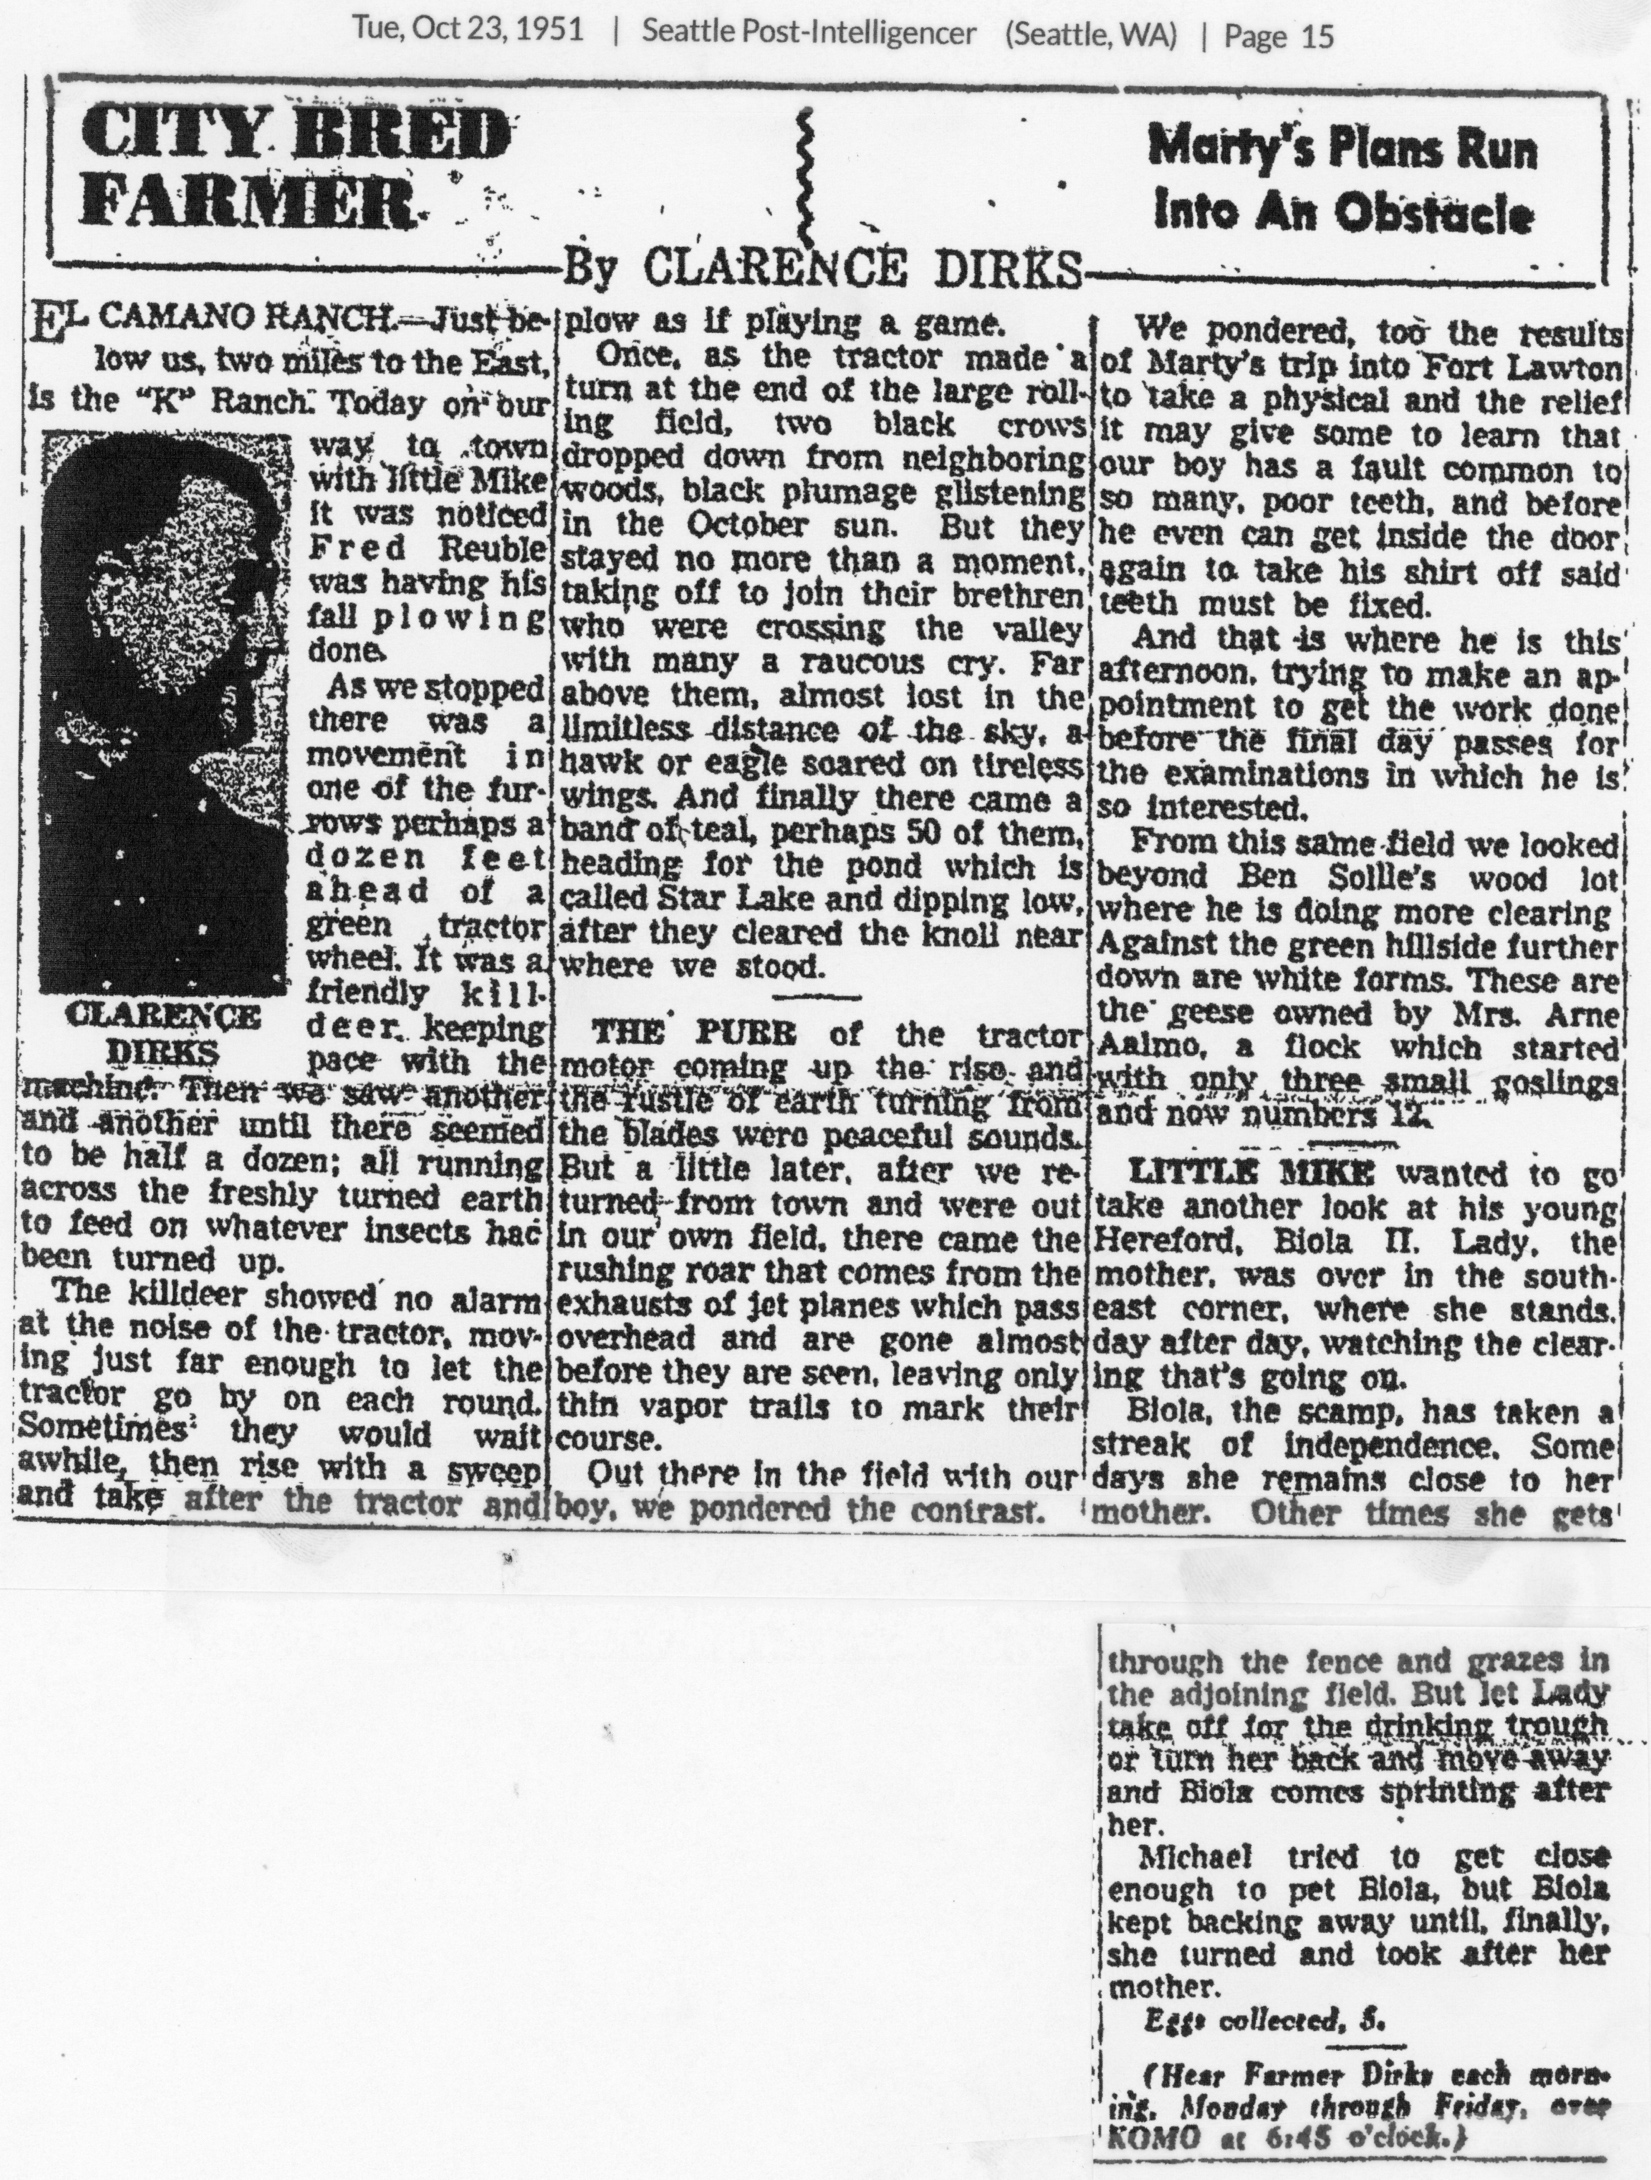 Tue, Oct 23, 1951 | Seattle Post-Intelligencer (Seattle, WA) | Page 15
CITY BRED
FARMER
Marty's Plans Run
Into An Obstacle
By CLARENCE DIRKS
EL CAMANO RANCH.—Just be-
low us, two miles to the East,
is the "K" Ranch. Today on our
way to town
with little Mike
it was noticed
Fred Reuble
was having his
fall plowing
done.
As we stopped
there was a
movement in
one of the fur-
rows perhaps a
dozen feet
ahead of a
green tractor
wheel. It was a
friendly kill-
deer keeping
pace with the
CLARENCE
DIRKS
machine. Then we saw another
and another until there seemed
to be half a dozen; all running
across the freshly turned earth
to feed on whatever insects had
been turned up.
The killdeer showed no alarm
at the noise of the tractor, mov-
ing just far enough to let the
tractor go by on each round.
Sometimes they would wait
awhile, then rise with a sweep
and take after the tractor and
plow as if playing a game.
Once, as the tractor made a
turn at the end of the large roll-
ing field, two black crows
dropped down from neighboring
woods, black plumage glistening
in the October sun. But they
stayed no more than a moment,
taking off to join their brethren
who were crossing the valley
with many a raucous cry. Far
above them, almost lost in the
limitless distance of the sky, a
hawk or eagle soared on tireless
wings. And finally there came a
band of teal, perhaps 50 of them,
heading for the pond which is
called Star Lake and dipping low,
after they cleared the knoll near
where we stood.
THE PURR of the tractor
motor coming up the rise and
the rustle of earth turning from
the blades were peaceful sounds.
But a little later, after we re-
turned from town and were out
in our own field, there came the
rushing roar that comes from the
exhausts of jet planes which pass
overhead and are gone almost
before they are seen, leaving only
thin vapor trails to mark their
course.
Out there in the field with our
boy, we pondered the contrast.
We pondered, too the results
of Marty's trip into Fort Lawton
to take a physical and the relief
it may give some to learn that
our boy has a fault common to
so many, poor teeth, and before
he even can get inside the door
again to take his shirt off said
teeth must be fixed.
And that is where he is this
afternoon, trying to make an ap-
pointment to get the work done
before the final day passes for
the examinations in which he is
so interested.
From this same field we looked
beyond Ben Sollie's wood lot
where he is doing more clearing
Against the green hillside further
down are white forms. These are
the geese owned by Mrs. Arne
Aalmo, a flock which started
with only three small goslings
and now numbers 12.
LITTLE MIKE wanted to go
take another look at his young
Hereford, Biola II. Lady, the
mother, was over in the south-
east corner, where she stands,
day after day, watching the clear-
ing that's going on.
Biola, the scamp, has taken a
streak of independence. Some
days she remains close to her
mother. Other times she gets
through the fence and grazes in
the adjoining field. But let Lady
take off for the drinking trough
or turn her back and move away
and Biola comes sprinting after
her.
Michael tried to get close
enough to pet Biola, but Biola
kept backing away until, finally,
she turned and took after her
mother.
Eggs collected, 5.
(Hear Farmer Dirks each morn-
ing, Monday through Friday, over
KOMO at 6:45 o'clock.)